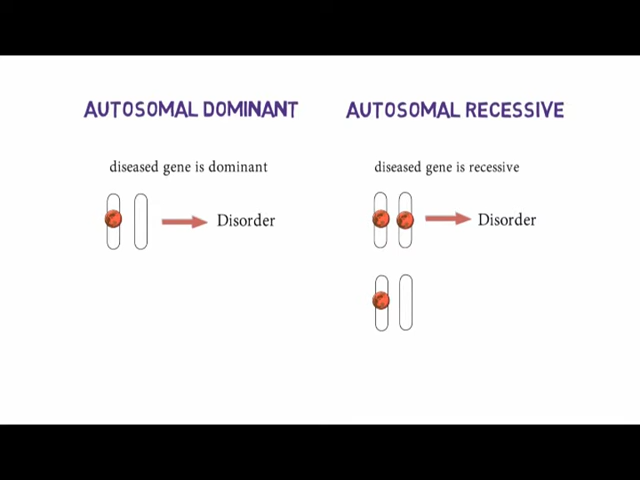 AUTOSOMAL DOMINANT
diseased gene is dominant
Disorder
AUTOSOMAL RECESSIVE
diseased gene is recessive
Disorder